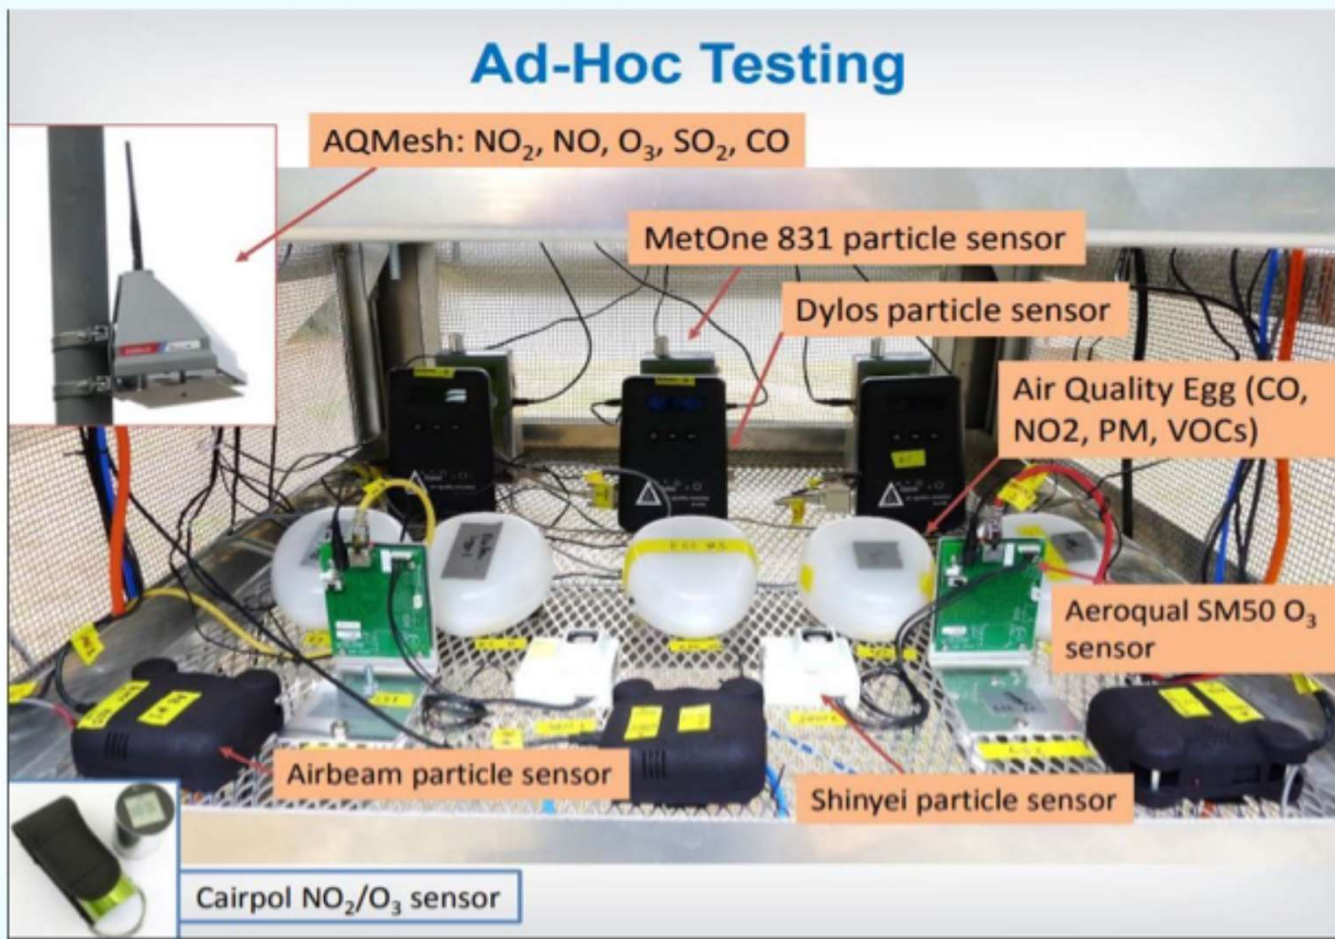 Ad-Hoc Testing
AQMesh: NO₂, NO, O₃, SO₂, CO
MetOne 831 particle sensor
Dylos particle sensor
Air Quality Egg (CO,
NO2, PM, VOCs)
Aeroqual SM50 O₃
sensor
Airbeam particle sensor
Shinyei particle sensor
Cairpol NO₂/O₃ sensor